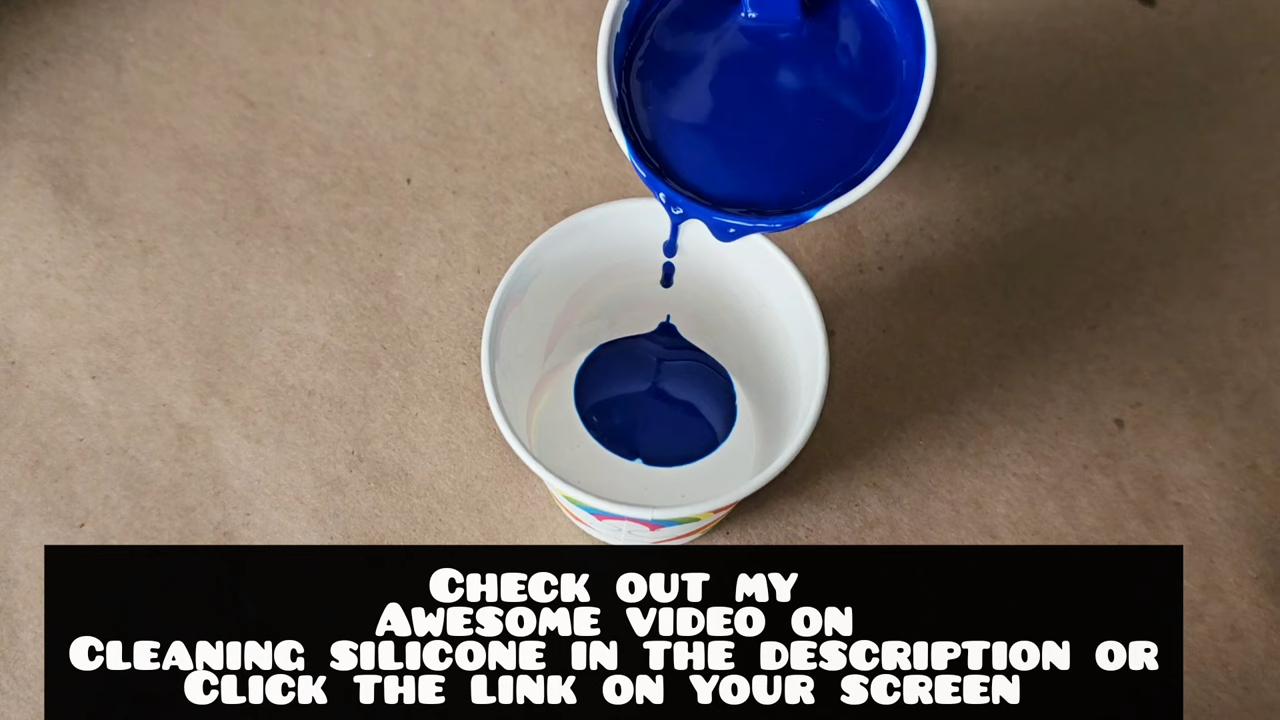 Check out my
Awesome video on
Cleaning silicone in the description or
Click the link on your screen